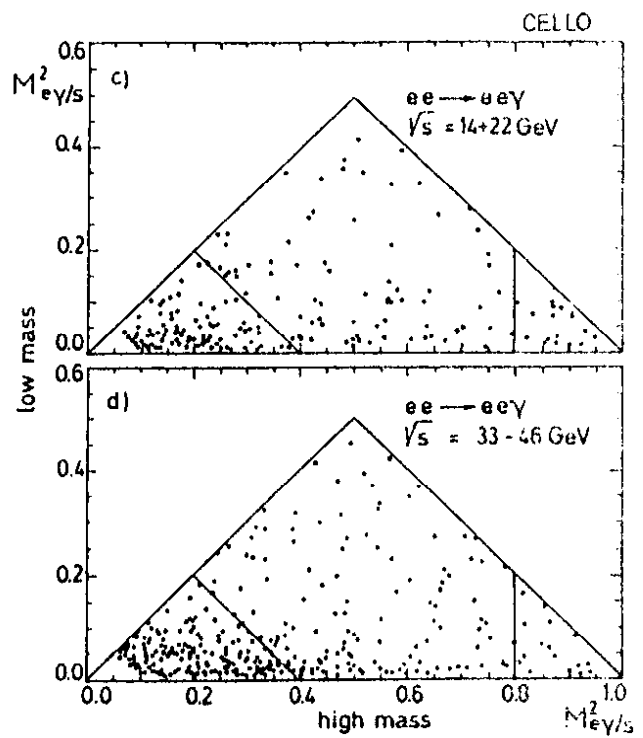 CELLO
0.6
M²eγ/s
c)
ee → eeγ
√s = 14+22 GeV
0.4
0.2
0.0
low mass
0.6
d)
ee → eeγ
√s = 33 - 46 GeV
0.4
0.2
0.0
0.0 0.2 0.4 0.6 0.8 1.0
high mass M²eγ/s